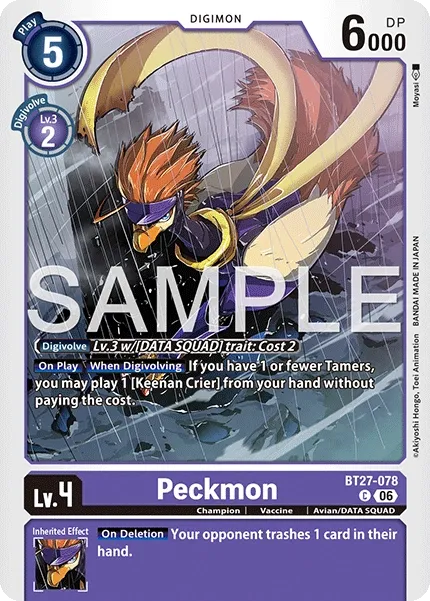 DIGIMON
Play
5
6000
DP
Digivolve
Lv.3
2
Moyasi
SAMPLE
Digivolve Lv.3 w/[DATA SQUAD] trait: Cost 2
On Play When Digivolving If you have 1 or fewer Tamers,
you may play 1 [Keenan Crier] from your hand without
paying the cost.
©Akiyoshi Hongo, Toei Animation BANDAI MADE IN JAPAN
BT27-078
Lv.4
Peckmon
C 06
Champion | Vaccine | Avian/DATA SQUAD
Inherited Effect
On Deletion Your opponent trashes 1 card in their
hand.